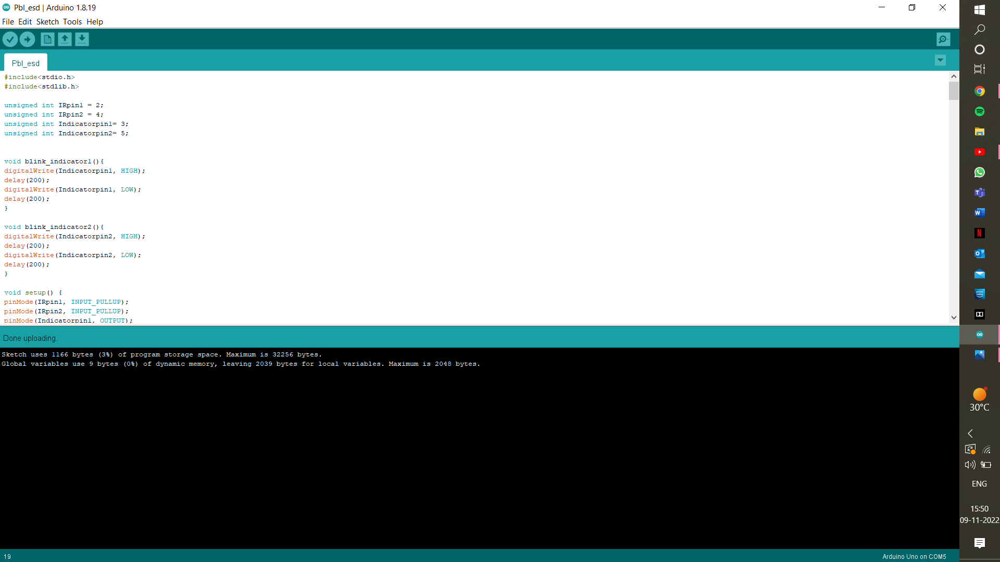 Pbl_esd | Arduino 1.8.19
File Edit Sketch Tools Help
Pbl_esd
#include<stdio.h>
#include<stdlib.h>
unsigned int IRpin1 = 2;
unsigned int IRpin2 = 4;
unsigned int Indicatorpin1= 3;
unsigned int Indicatorpin2= 5;
void blink_indicator1(){
digitalWrite(Indicatorpin1, HIGH);
delay(200);
digitalWrite(Indicatorpin1, LOW);
delay(200);
}
void blink_indicator2(){
digitalWrite(Indicatorpin2, HIGH);
delay(200);
digitalWrite(Indicatorpin2, LOW);
delay(200);
}
void setup() {
pinMode(IRpin1, INPUT_PULLUP);
pinMode(IRpin2, INPUT_PULLUP);
pinMode(Indicatorpin1, OUTPUT);
Done uploading.
Sketch uses 1166 bytes (3%) of program storage space. Maximum is 32256 bytes.
Global variables use 9 bytes (0%) of dynamic memory, leaving 2039 bytes for local variables. Maximum is 2048 bytes.
19
Arduino Uno on COM5
30°C
ENG
15:50
09-11-2022